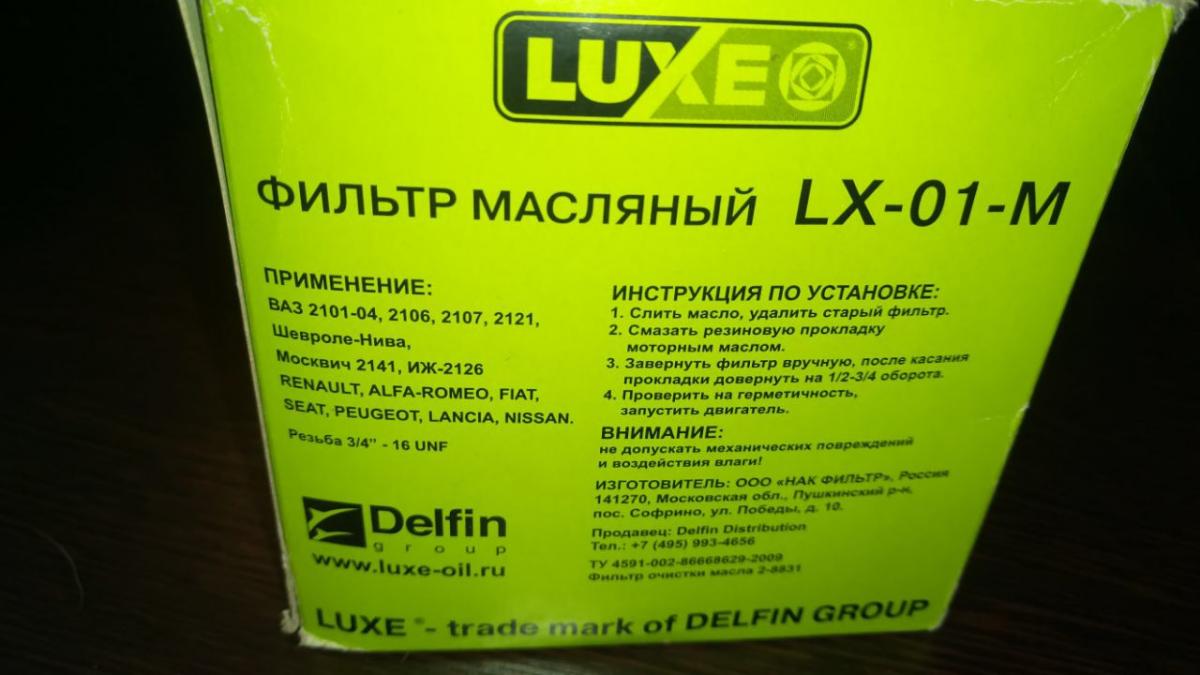 LUXE
ФИЛЬТР МАСЛЯНЫЙ LX-01-М
ПРИМЕНЕНИЕ:
ВАЗ 2101-04, 2106, 2107, 2121,
Шевроле-Нива,
Москвич 2141, ИЖ-2126
RENAULT, ALFA-ROMEO, FIAT,
SEAT, PEUGEOT, LANCIA, NISSAN.
Резьба 3/4" - 16 UNF
Delfin
group
www.luxe-oil.ru
ИНСТРУКЦИЯ ПО УСТАНОВКЕ:
1. Слить масло, удалить старый фильтр.
2. Смазать резиновую прокладку
моторным маслом.
3. Завернуть фильтр вручную, после касания
прокладки довернуть на 1/2-3/4 оборота.
4. Проверить на герметичность,
запустить двигатель.
ВНИМАНИЕ:
не допускать механических повреждений
и воздействия влаги!
ИЗГОТОВИТЕЛЬ: ООО «НАК ФИЛЬТР», Россия
141270, Московская обл., Пушкинский р-н,
пос. Софрино, ул. Победы, д. 10.
Продавец: Delfin Distribution
Тел.: +7 (495) 993-4656
ТУ 4591-002-86668629-2009
Фильтр очистки масла 2-8831
LUXE ® - trade mark of DELFIN GROUP